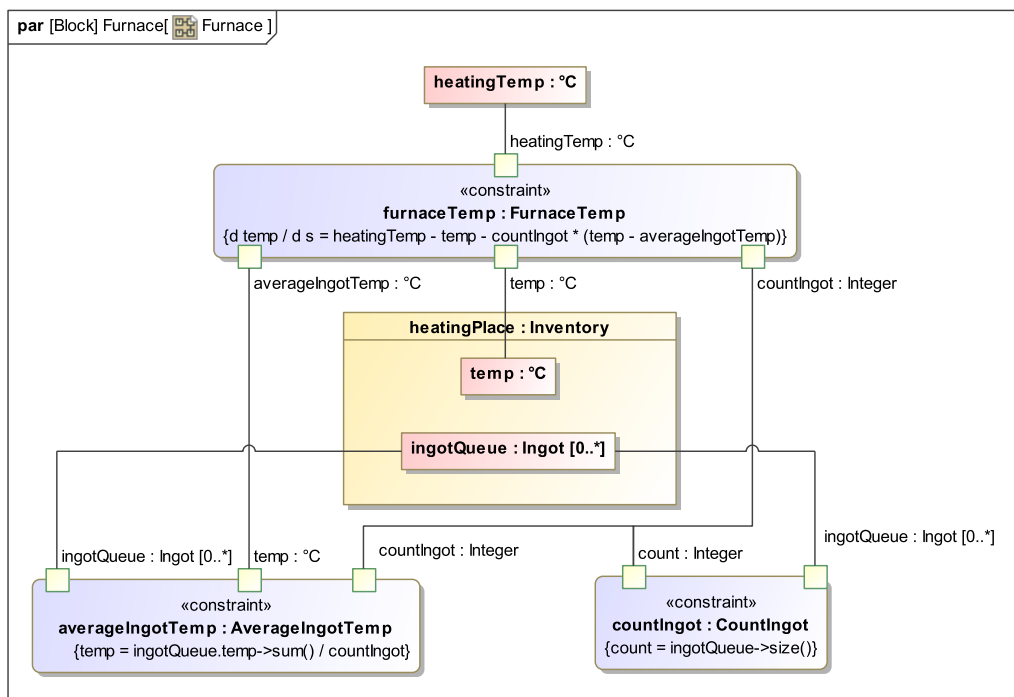 par [Block] Furnace[ Furnace ]
heatingTemp : °C
heatingTemp : °C
«constraint»
furnaceTemp : FurnaceTemp
{d temp / d s = heatingTemp - temp - countIngot * (temp - averageIngotTemp)}
averageIngotTemp : °C
temp : °C
countIngot : Integer
heatingPlace : Inventory
temp : °C
ingotQueue : Ingot [0..*]
ingotQueue : Ingot [0..*]
temp : °C
countIngot : Integer
count : Integer
ingotQueue : Ingot [0..*]
«constraint»
averageIngotTemp : AverageIngotTemp
{temp = ingotQueue.temp->sum() / countIngot}
«constraint»
countIngot : CountIngot
{count = ingotQueue->size()}